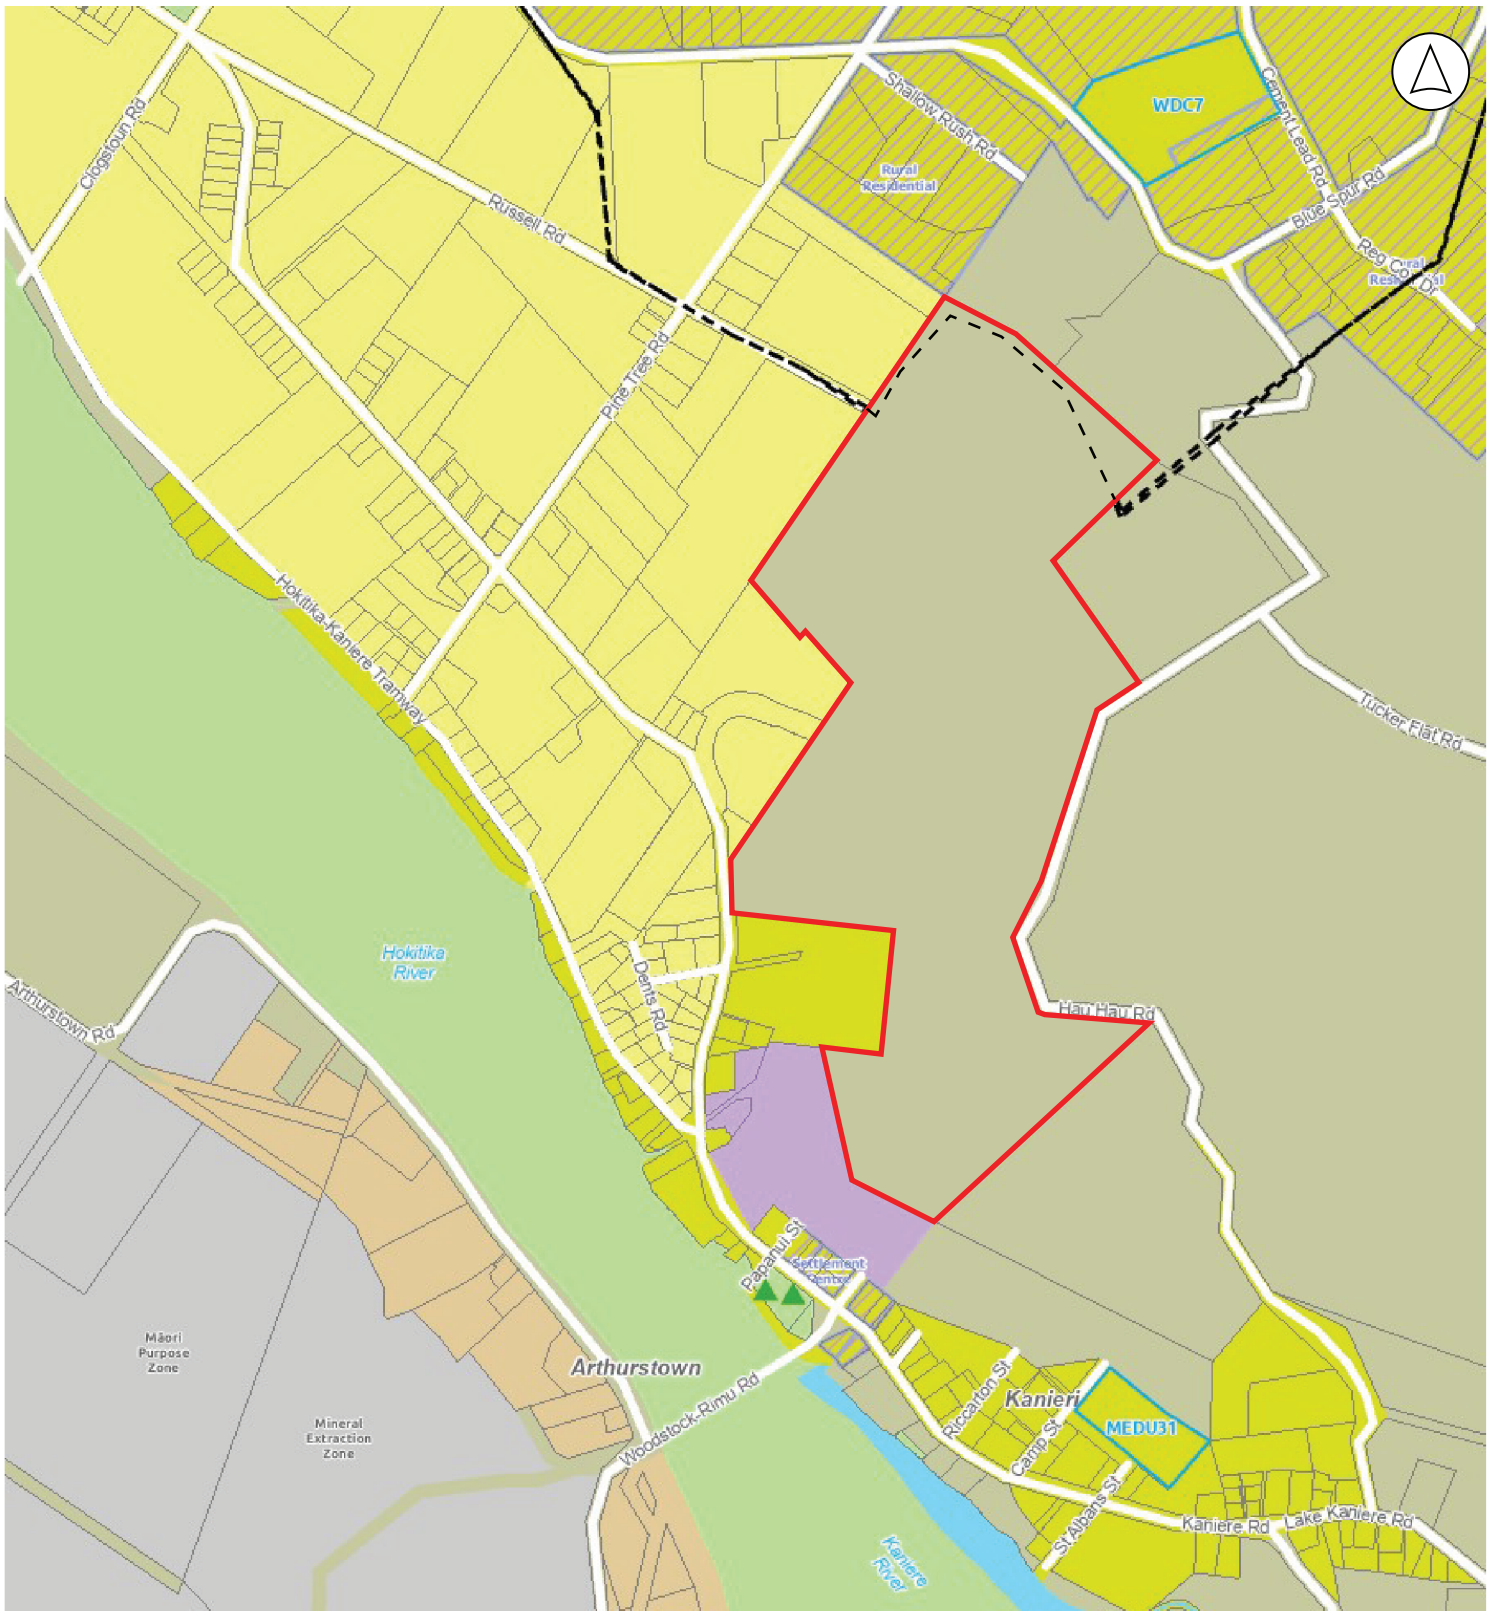 WDC7
Cement Lead Rd
Shallow Rush Rd
Clogstoun Rd
Rural
Residential
Blue Spur Rd
Russell Rd
Reg Cox Dr
Pine Tree Rd
Hokitika-Kaniere Tramway
Tucker Flat Rd
Hokitika
River
Dents Rd
Arthurstown Rd
Hau Hau Rd
Papanui St
Settlement
Centre
Māori
Purpose
Zone
Arthurstown
Woodstock-Rimu Rd
Riccarton St
Kanieri
Camp St
MEDU31
Mineral
Extraction
Zone
St Albans St
Kaniere Rd
Lake Kaniere Rd
Kaniere
River